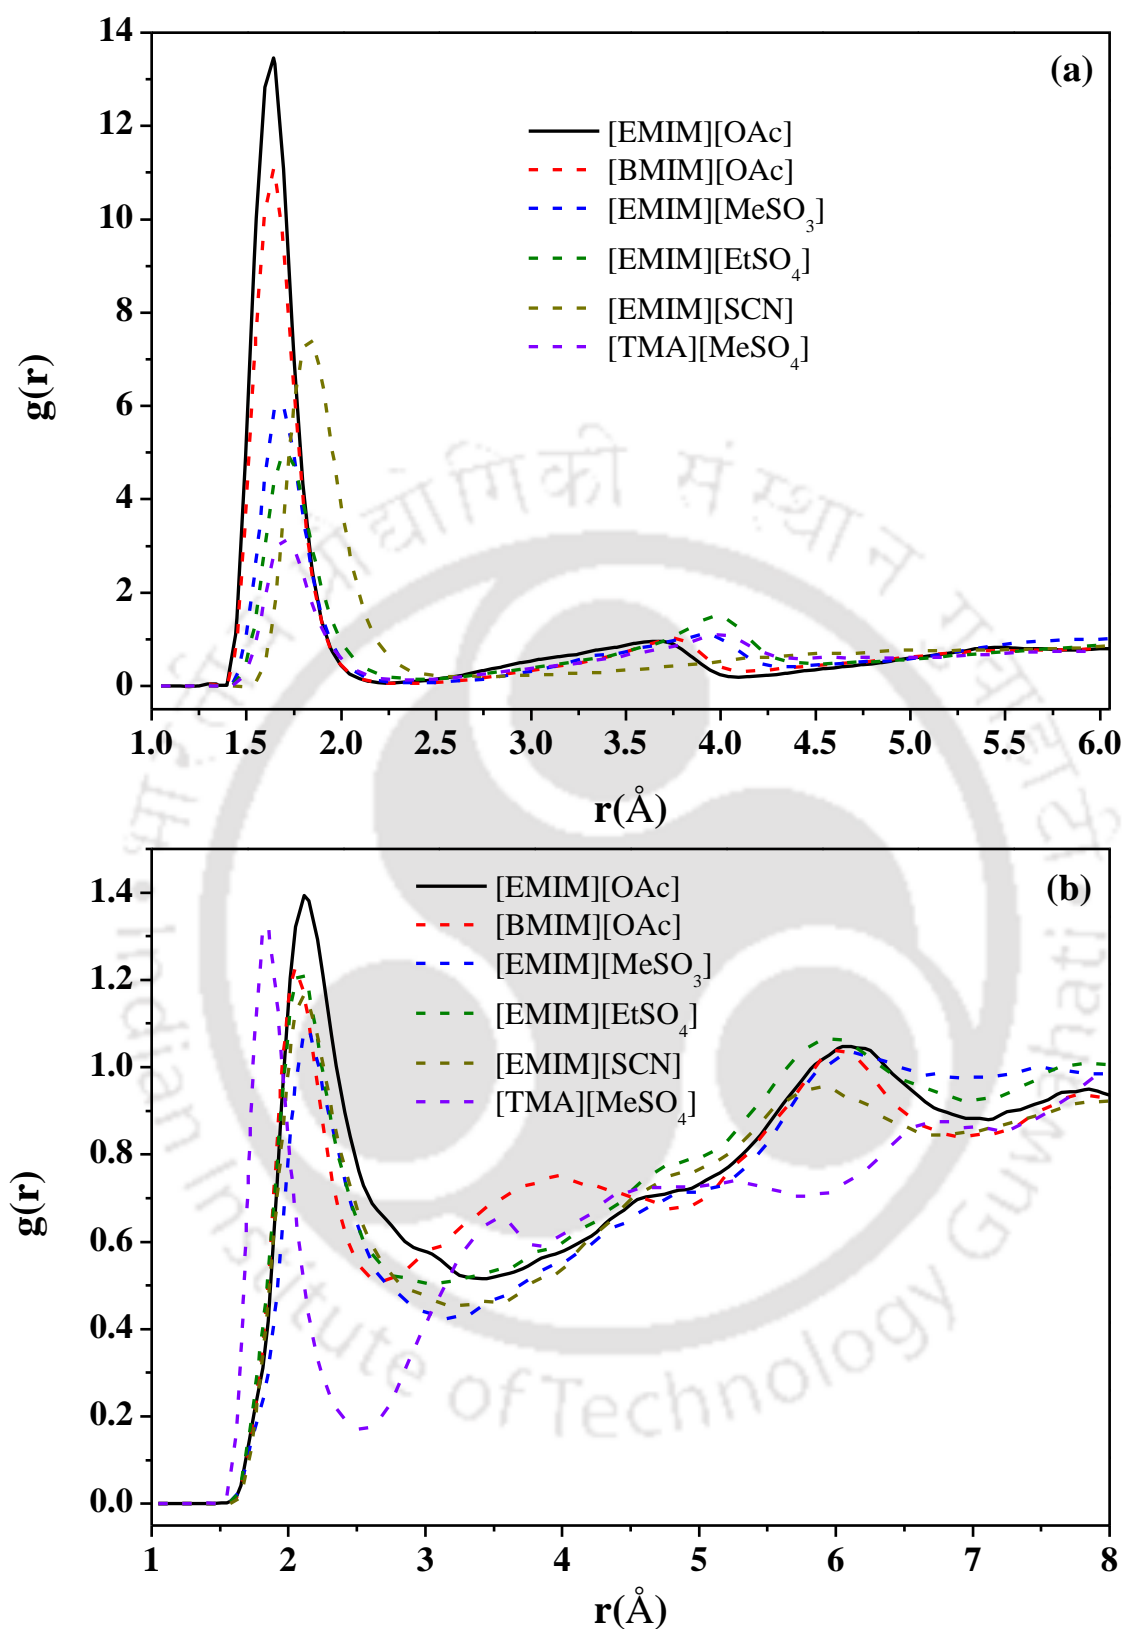 14
12
10
8
6
4
2
0
g(r)
(a)
[EMIM][OAc]
[BMIM][OAc]
[EMIM][MeSO₃]
[EMIM][EtSO₄]
[EMIM][SCN]
[TMA][MeSO₄]
1.0 1.5 2.0 2.5 3.0 3.5 4.0 4.5 5.0 5.5 6.0
r(Å)
1.4
1.2
1.0
0.8
0.6
0.4
0.2
0.0
g(r)
(b)
[EMIM][OAc]
[BMIM][OAc]
[EMIM][MeSO₃]
[EMIM][EtSO₄]
[EMIM][SCN]
[TMA][MeSO₄]
1 2 3 4 5 6 7 8
r(Å)
Indian Institute of Technology Guwahati